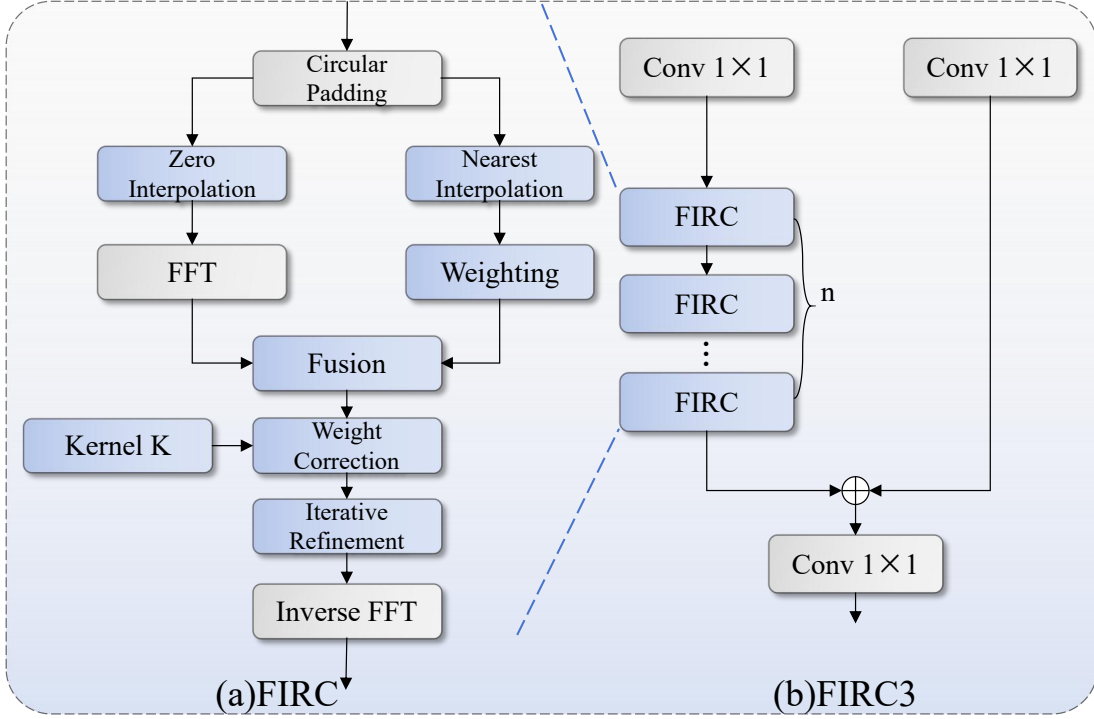 Circular
Padding
Zero
Interpolation
Nearest
Interpolation
FFT
Weighting
Fusion
Kernel K
Weight
Correction
Iterative
Refinement
Inverse FFT
(a)FIRC
Conv 1×1
Conv 1×1
FIRC
FIRC
n
⋮
FIRC
Conv 1×1
(b)FIRC3